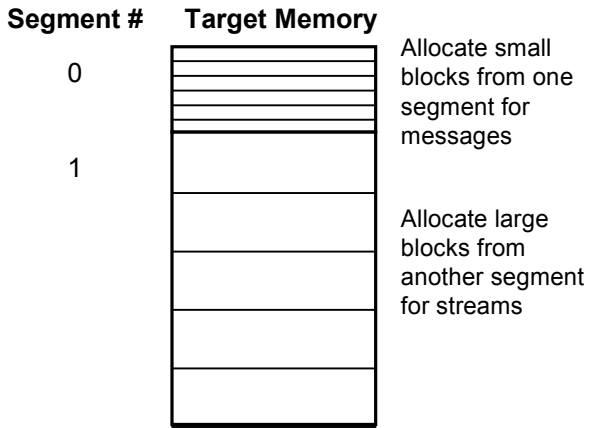 Segment # Target Memory
0
Allocate small
blocks from one
segment for
messages
1
Allocate large
blocks from
another segment
for streams